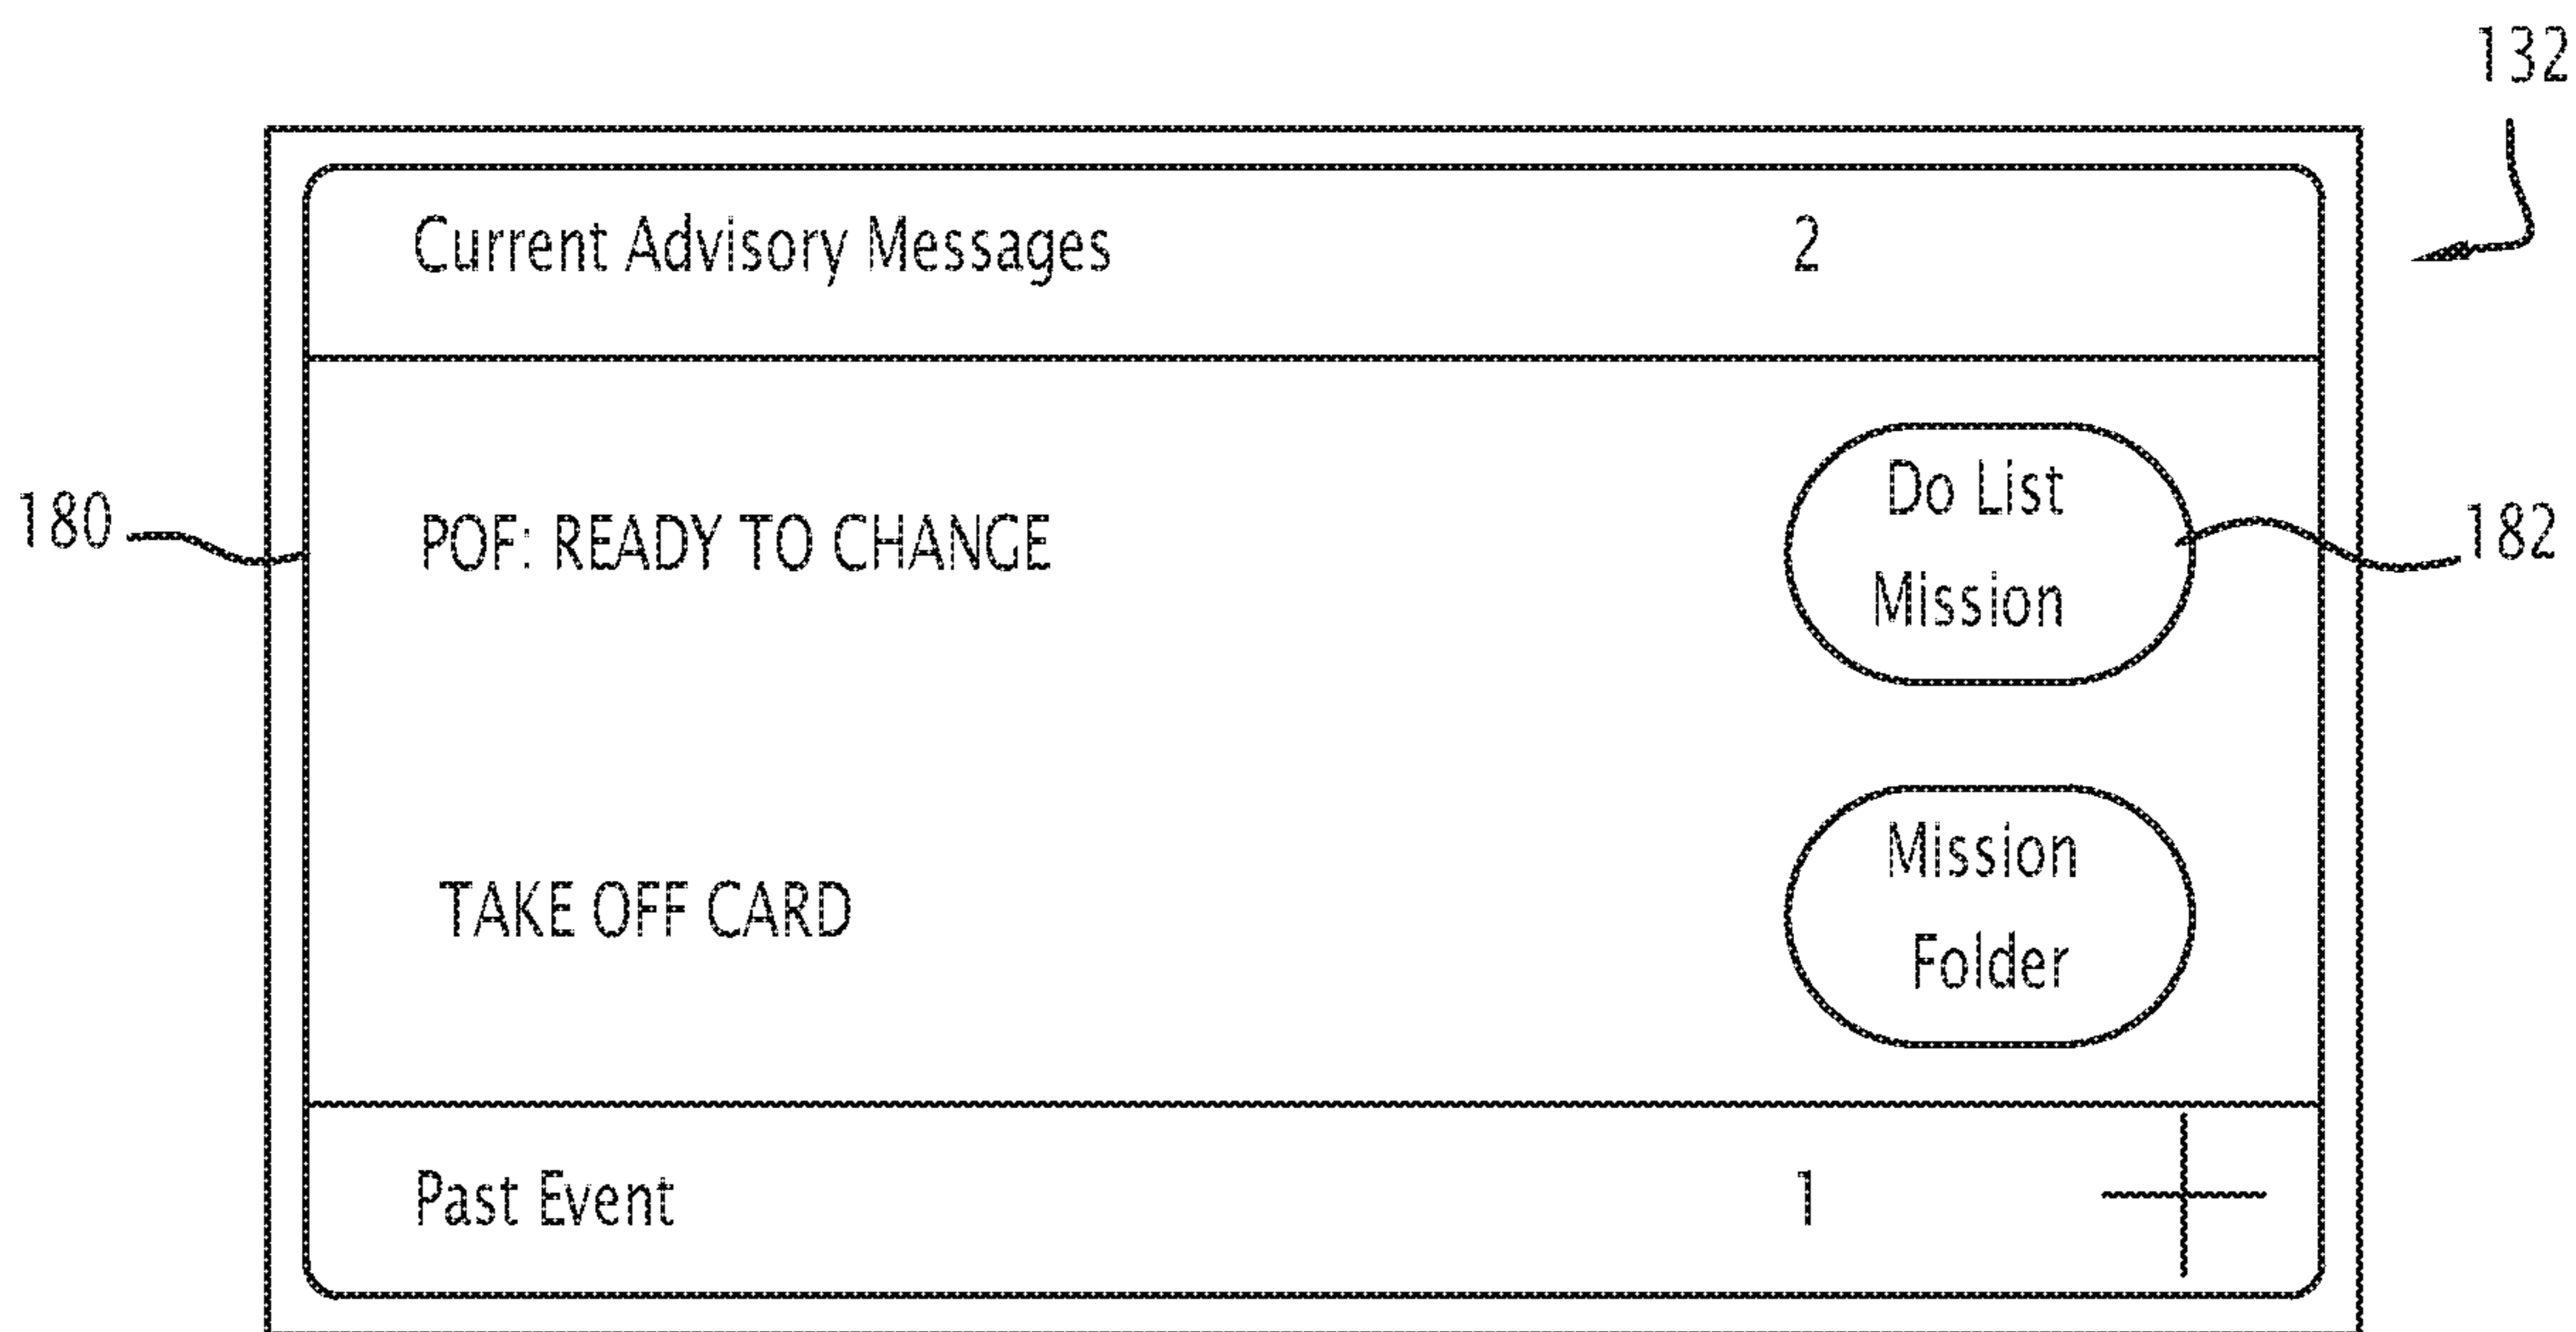 132
Current Advisory Messages 2
Do List
180 POF: READY TO CHANGE 182
Mission
Mission
TAKE OFF CARD
Folder
Past Event 1